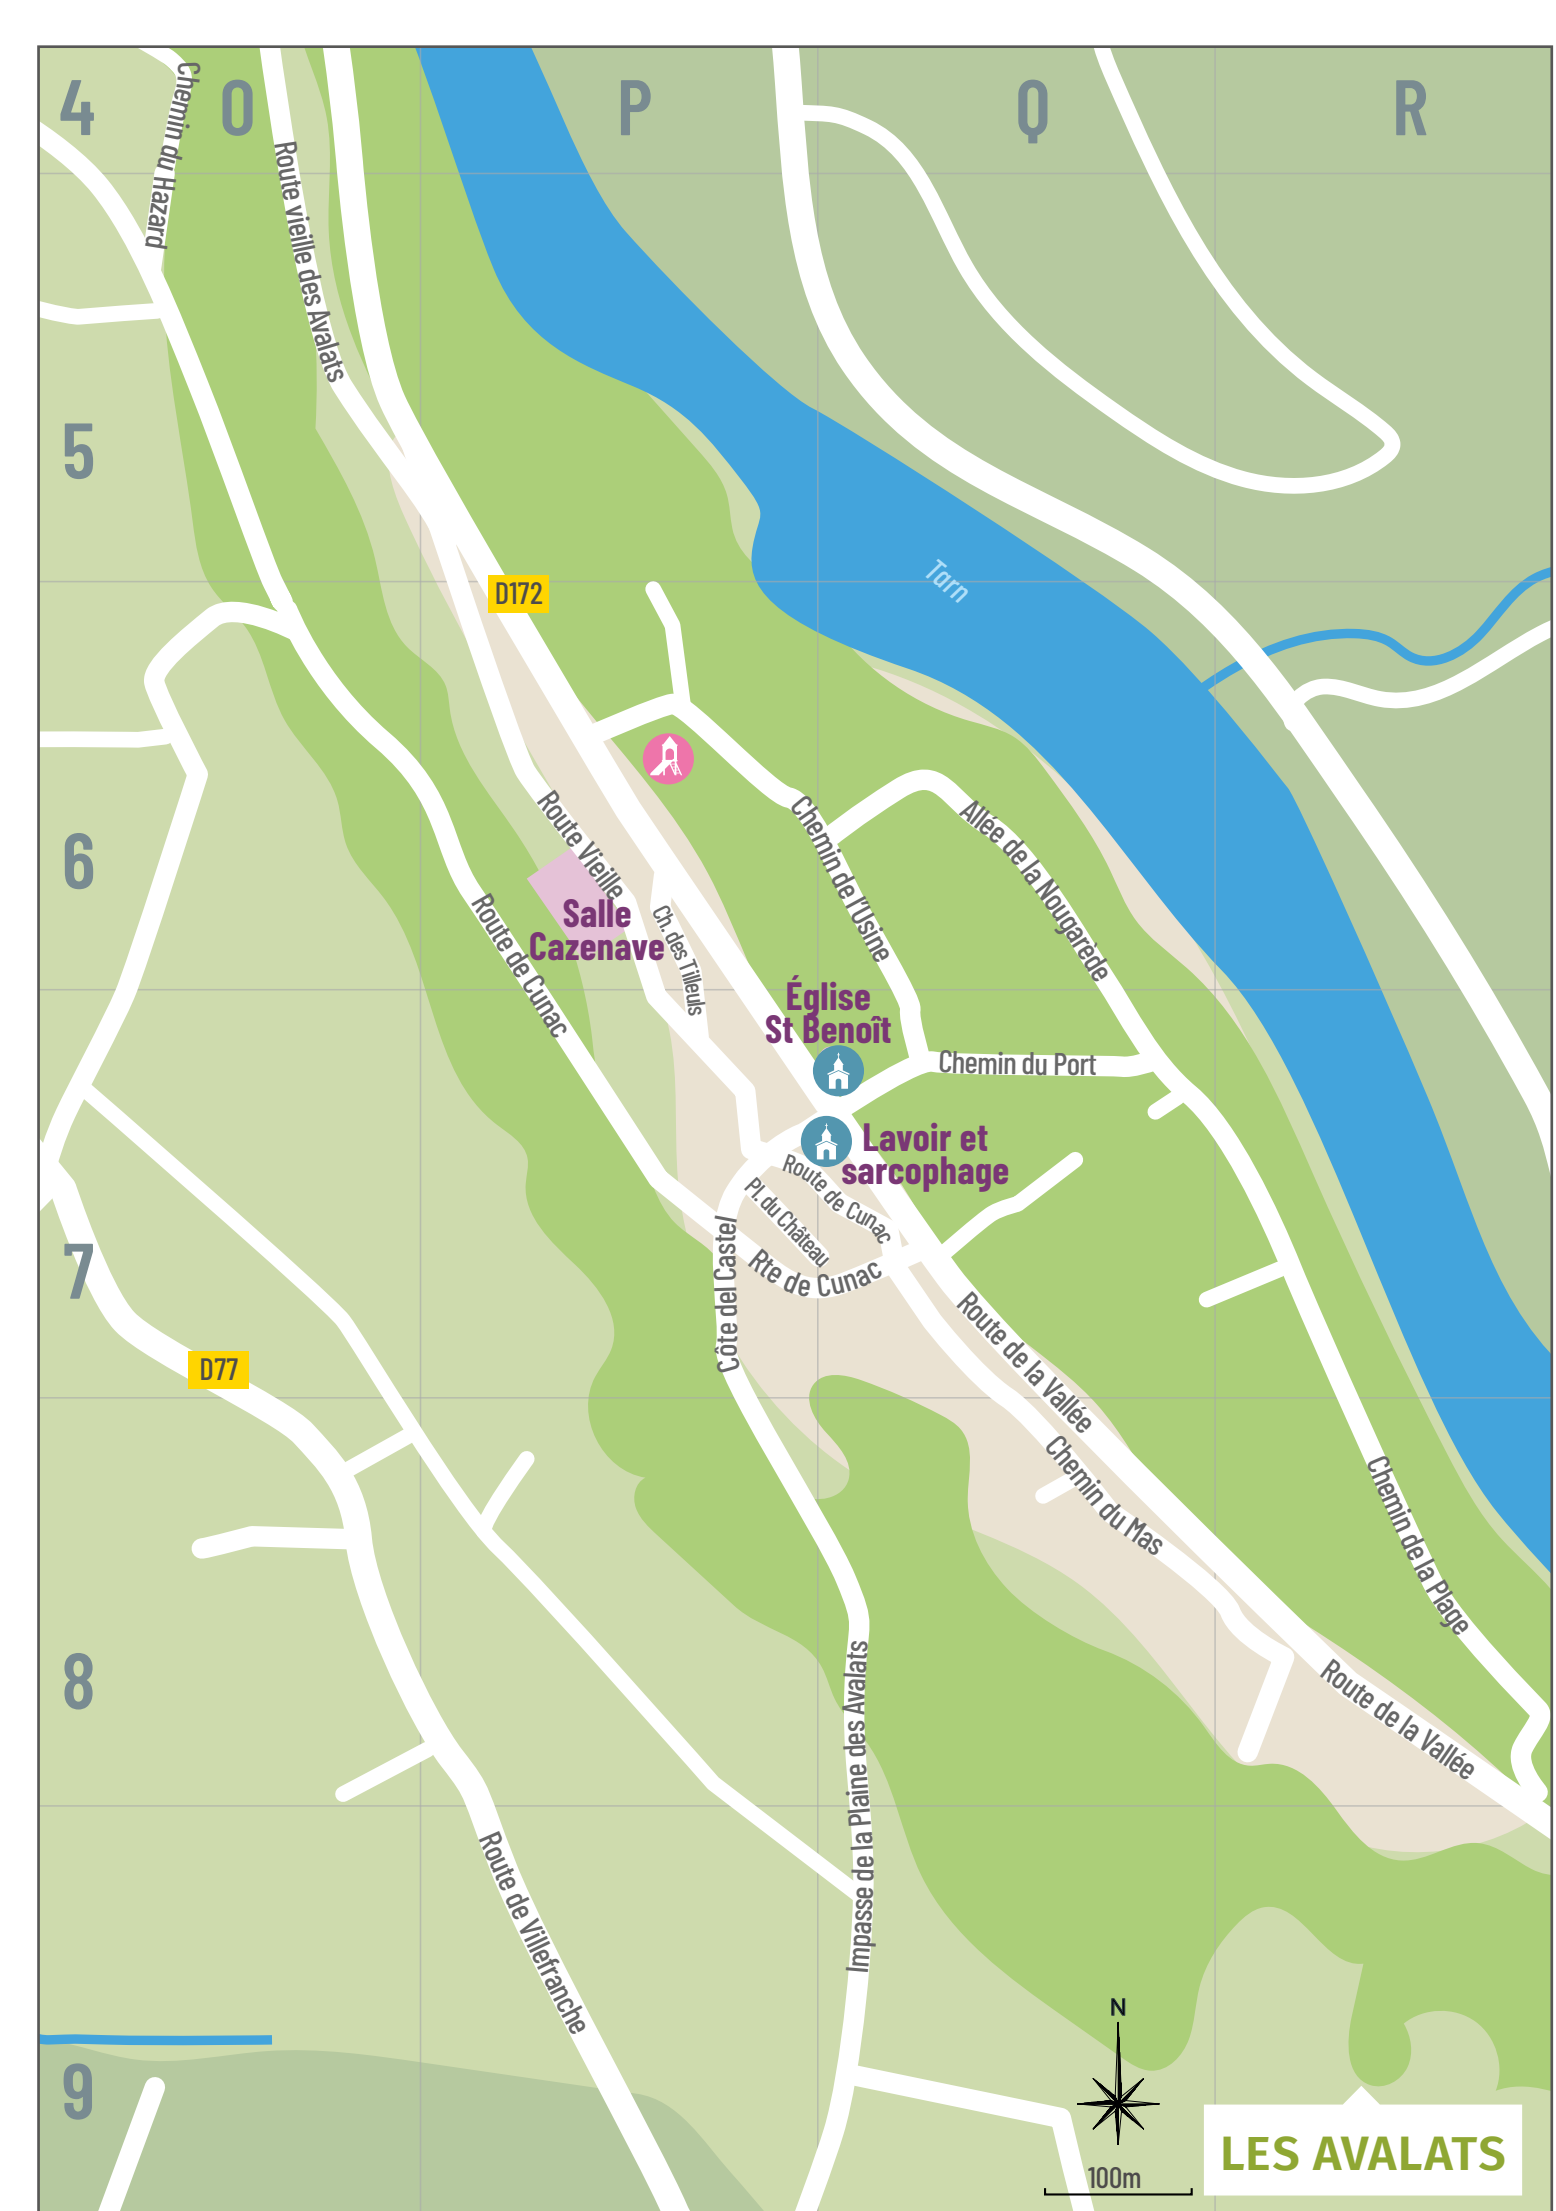 4
O
P
Q
R
Chemin du Hazard
Route vieille des Avalats
5
Tarn
D172
Route Vieille
Chemin de l'Usine
Allée de la Nougarède
6
Salle
Cazenave
Route de Cunac
Ch. des Tilleuls
Église
St Benoît
Chemin du Port
Lavoir et
sarcophage
Route de Cunac
Pl. du Château
7
Côte del Castel
Rte de Cunac
Route de la Vallée
D77
Chemin du Mas
Chemin de la Plage
8
Impasse de la Plaine des Avalats
Route de la Vallée
Route de Villefranche
N
9
100m
LES AVALATS